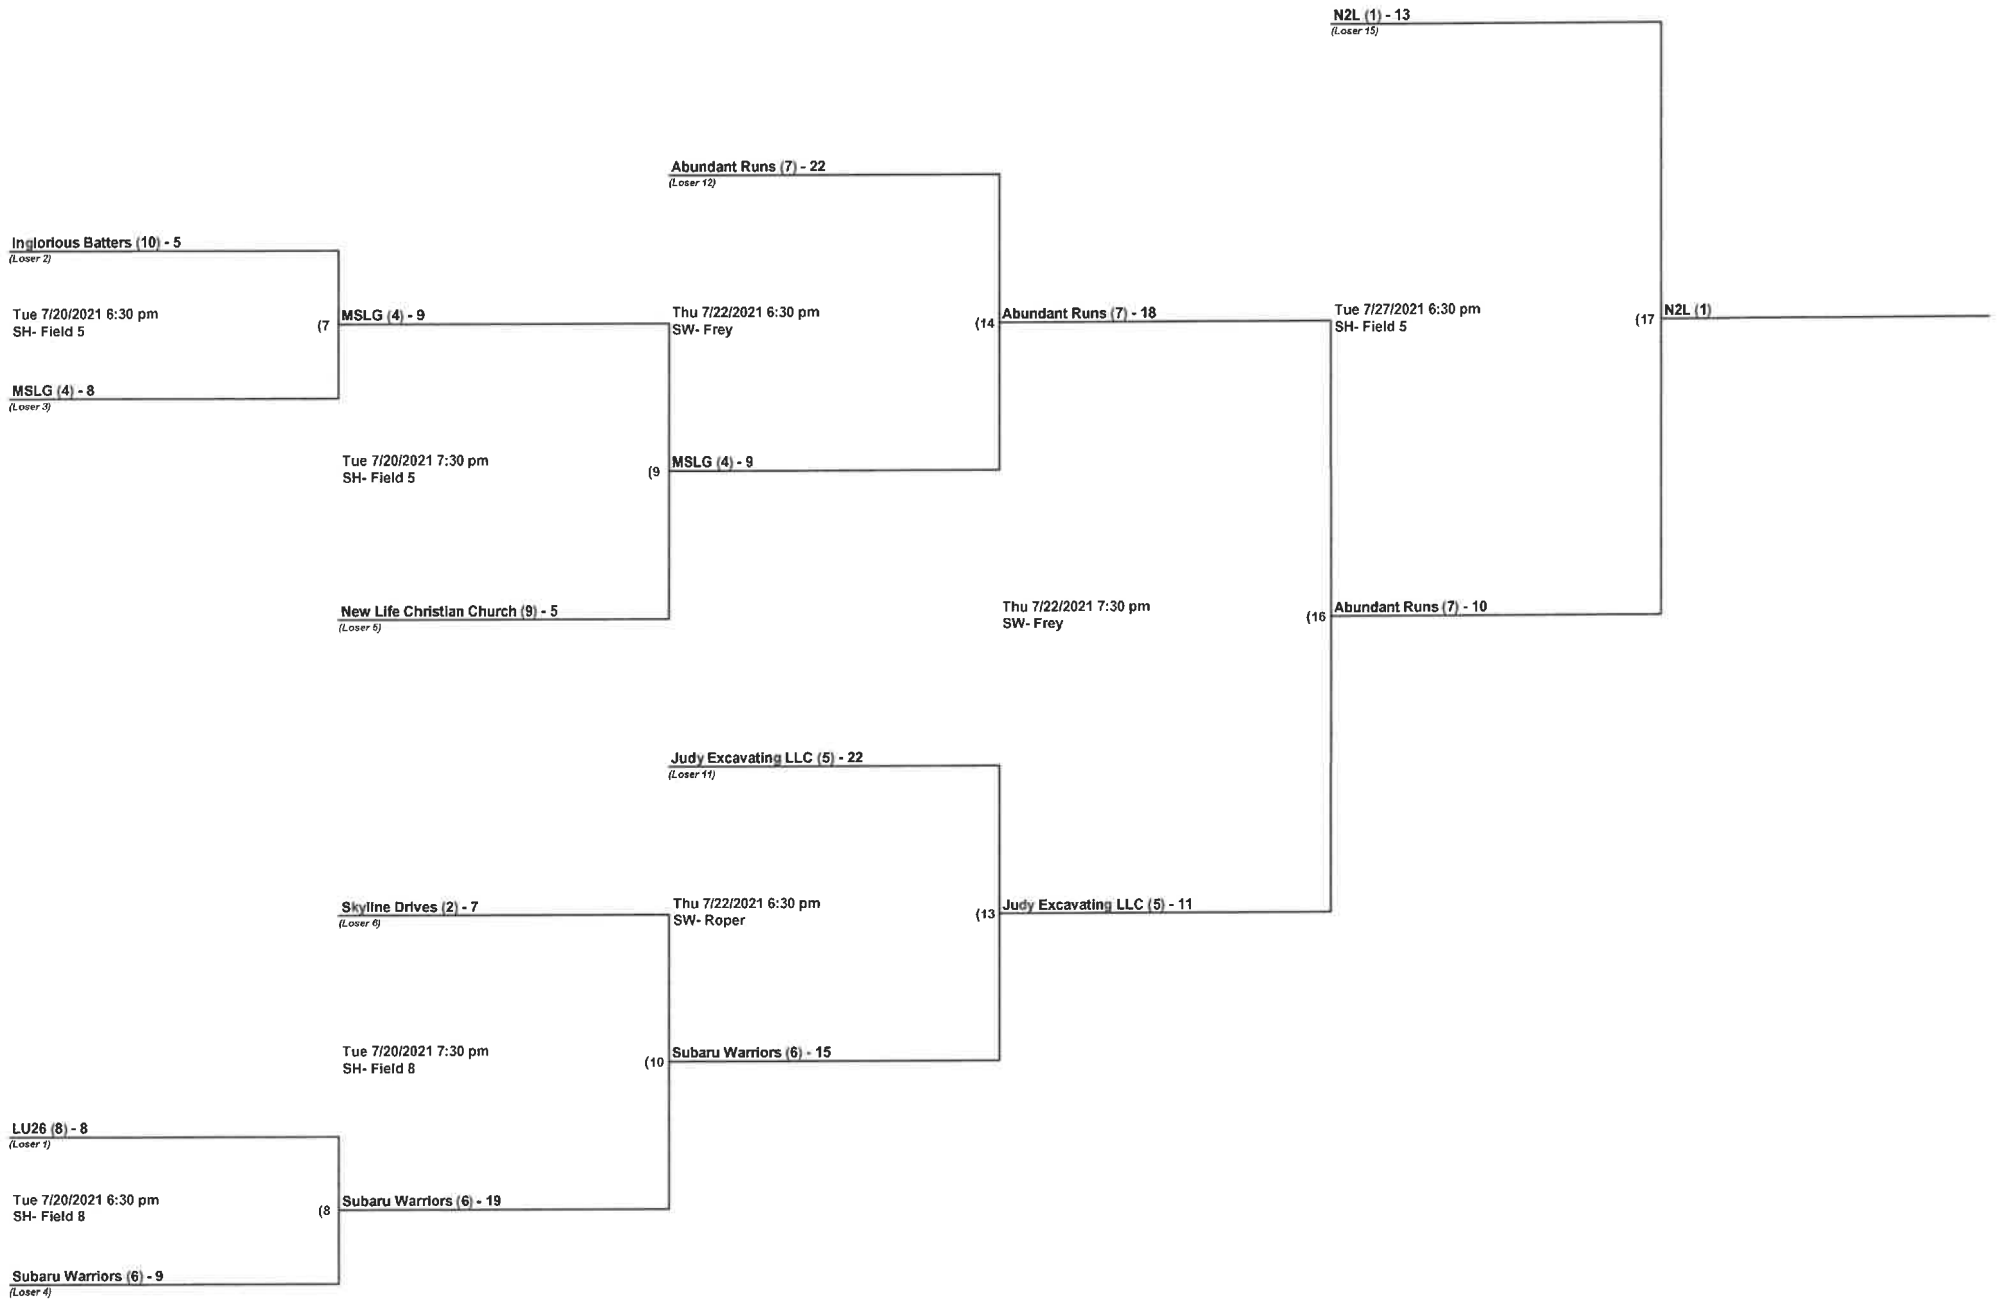 N2L (1) - 13
(Loser 15)
Abundant Runs (7) - 22
(Loser 12)
Inglorious Batters (10) - 5
(Loser 2)
Tue 7/20/2021 6:30 pm
SH- Field 5
(7
MSLG (4) - 9
Thu 7/22/2021 6:30 pm
SW- Frey
(14
Abundant Runs (7) - 18
Tue 7/27/2021 6:30 pm
SH- Field 5
(17
N2L (1)
MSLG (4) - 8
(Loser 3)
Tue 7/20/2021 7:30 pm
SH- Field 5
(9
MSLG (4) - 9
New Life Christian Church (9) - 5
(Loser 5)
Thu 7/22/2021 7:30 pm
SW- Frey
(16
Abundant Runs (7) - 10
Judy Excavating LLC (5) - 22
(Loser 11)
Skyline Drives (2) - 7
(Loser 6)
Thu 7/22/2021 6:30 pm
SW- Roper
(13
Judy Excavating LLC (5) - 11
Tue 7/20/2021 7:30 pm
SH- Field 8
(10
Subaru Warriors (6) - 15
LU26 (8) - 8
(Loser 1)
Tue 7/20/2021 6:30 pm
SH- Field 8
(8
Subaru Warriors (6) - 19
Subaru Warriors (6) - 9
(Loser 4)